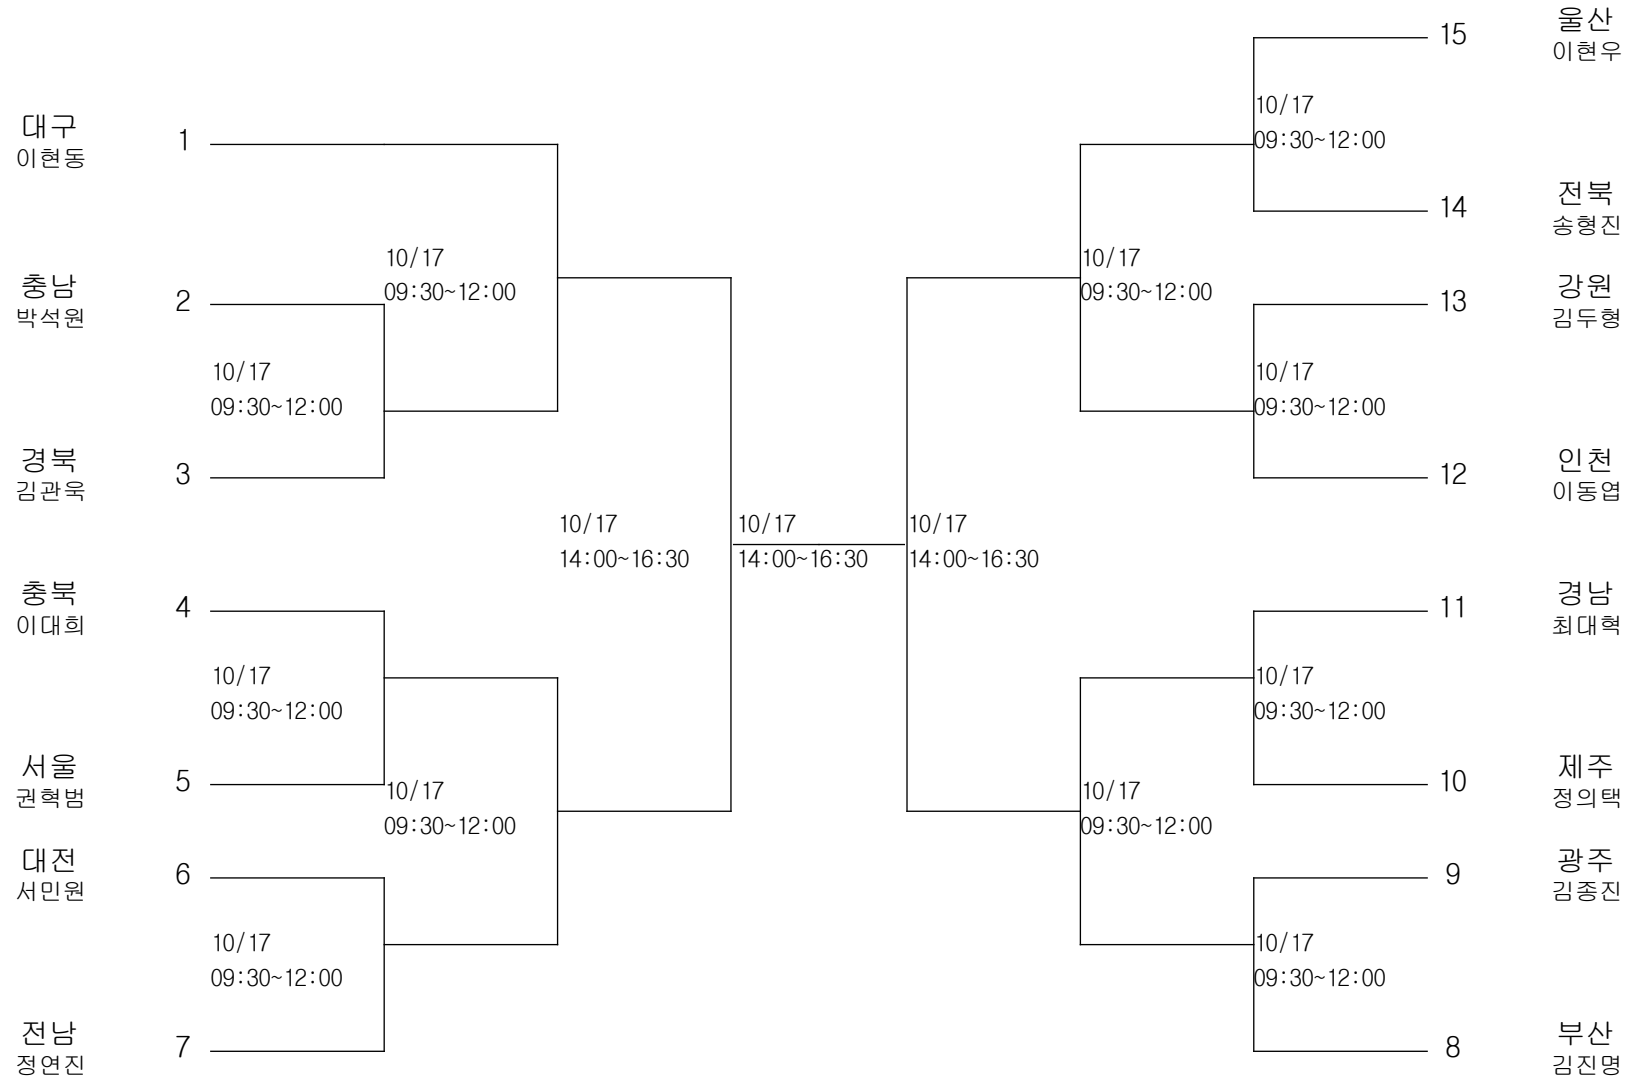 울산
15
이현우
10/17
09:30~12:00
대구
1
이현동
전북
14
송형진
10/17
09:30~12:00
10/17
09:30~12:00
충남
2
박석원
강원
13
김두형
10/17
09:30~12:00
10/17
09:30~12:00
경북
3
김관욱
인천
12
이동엽
10/17
14:00~16:30
10/17
14:00~16:30
10/17
14:00~16:30
충북
4
이대희
경남
11
최대혁
10/17
09:30~12:00
10/17
09:30~12:00
서울
5
권혁범
제주
10
정의택
10/17
09:30~12:00
10/17
09:30~12:00
대전
6
서민원
광주
9
김종진
10/17
09:30~12:00
10/17
09:30~12:00
전남
7
정연진
부산
8
김진명